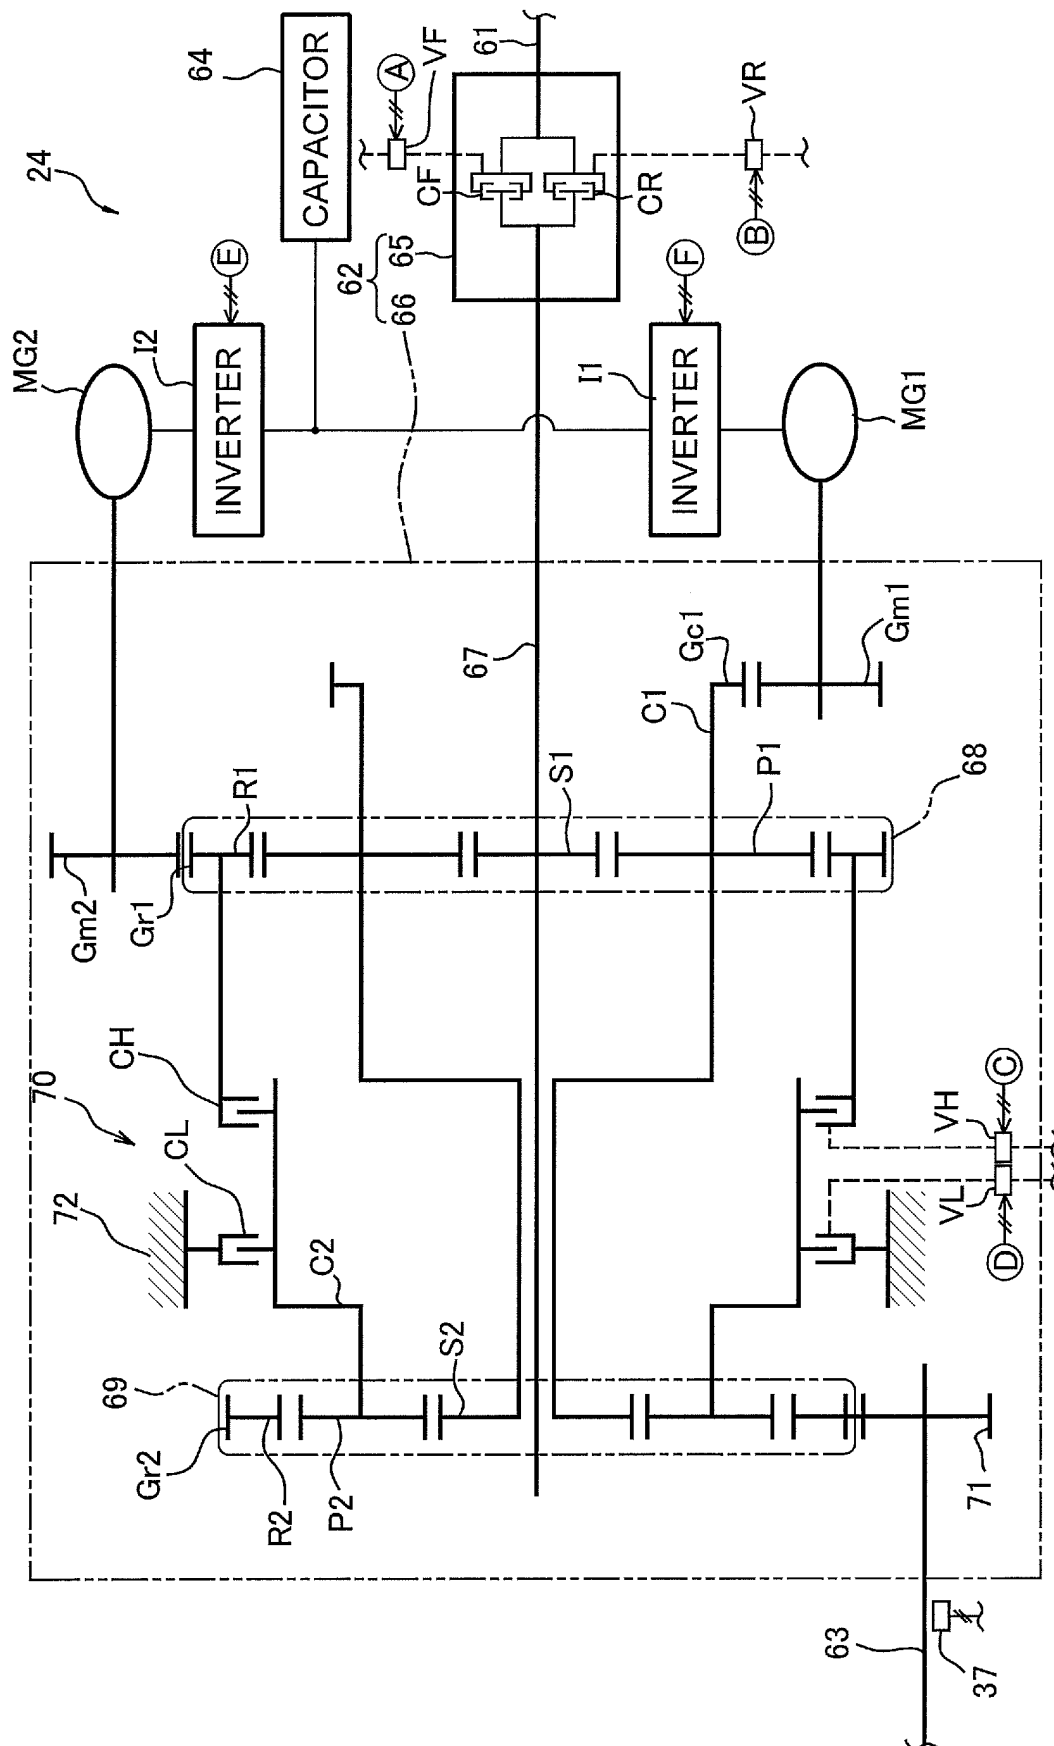 24
64
CAPACITOR
A
VF
61
VR
B
CF
CR
62
65
66
E
F
MG2
I2
INVERTER
I1
INVERTER
MG1
67
Gc1
Gm1
C1
R1
S1
P1
68
Gm2
Gr1
CH
70
CL
72
C2
VH
C
VL
D
69
S2
Gr2
R2
P2
71
63
37